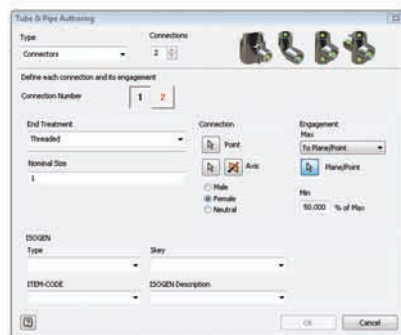 Tube & Pipe Authoring
Type
Connections
Connectors
2
Define each connection and its engagement
Connection Number
1 2
End Treatment
Connection
Engagement
Max
Threaded
Point
To Plane/Point
Nominal Size
Axis
Plane/Point
1
Male
Female
Neutral
Min
50.000 % of Max
ISOGEN
Type
Skey
ITEM-CODE
ISOGEN Description
?
OK
Cancel